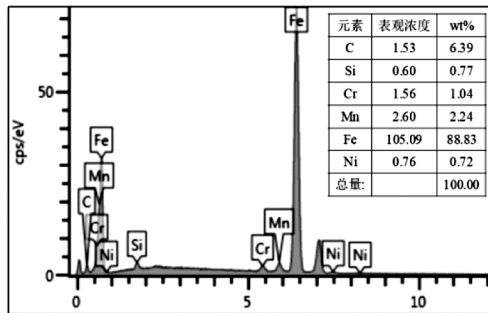 cps/eV
50
0
0
5
10
Fe
Mn
C
Cr
Ni
Si
Cr
Mn
Fe
Ni
Ni
元素 表观浓度 wt%
C 1.53 6.39
Si 0.60 0.77
Cr 1.56 1.04
Mn 2.60 2.24
Fe 105.09 88.83
Ni 0.76 0.72
总量: 100.00